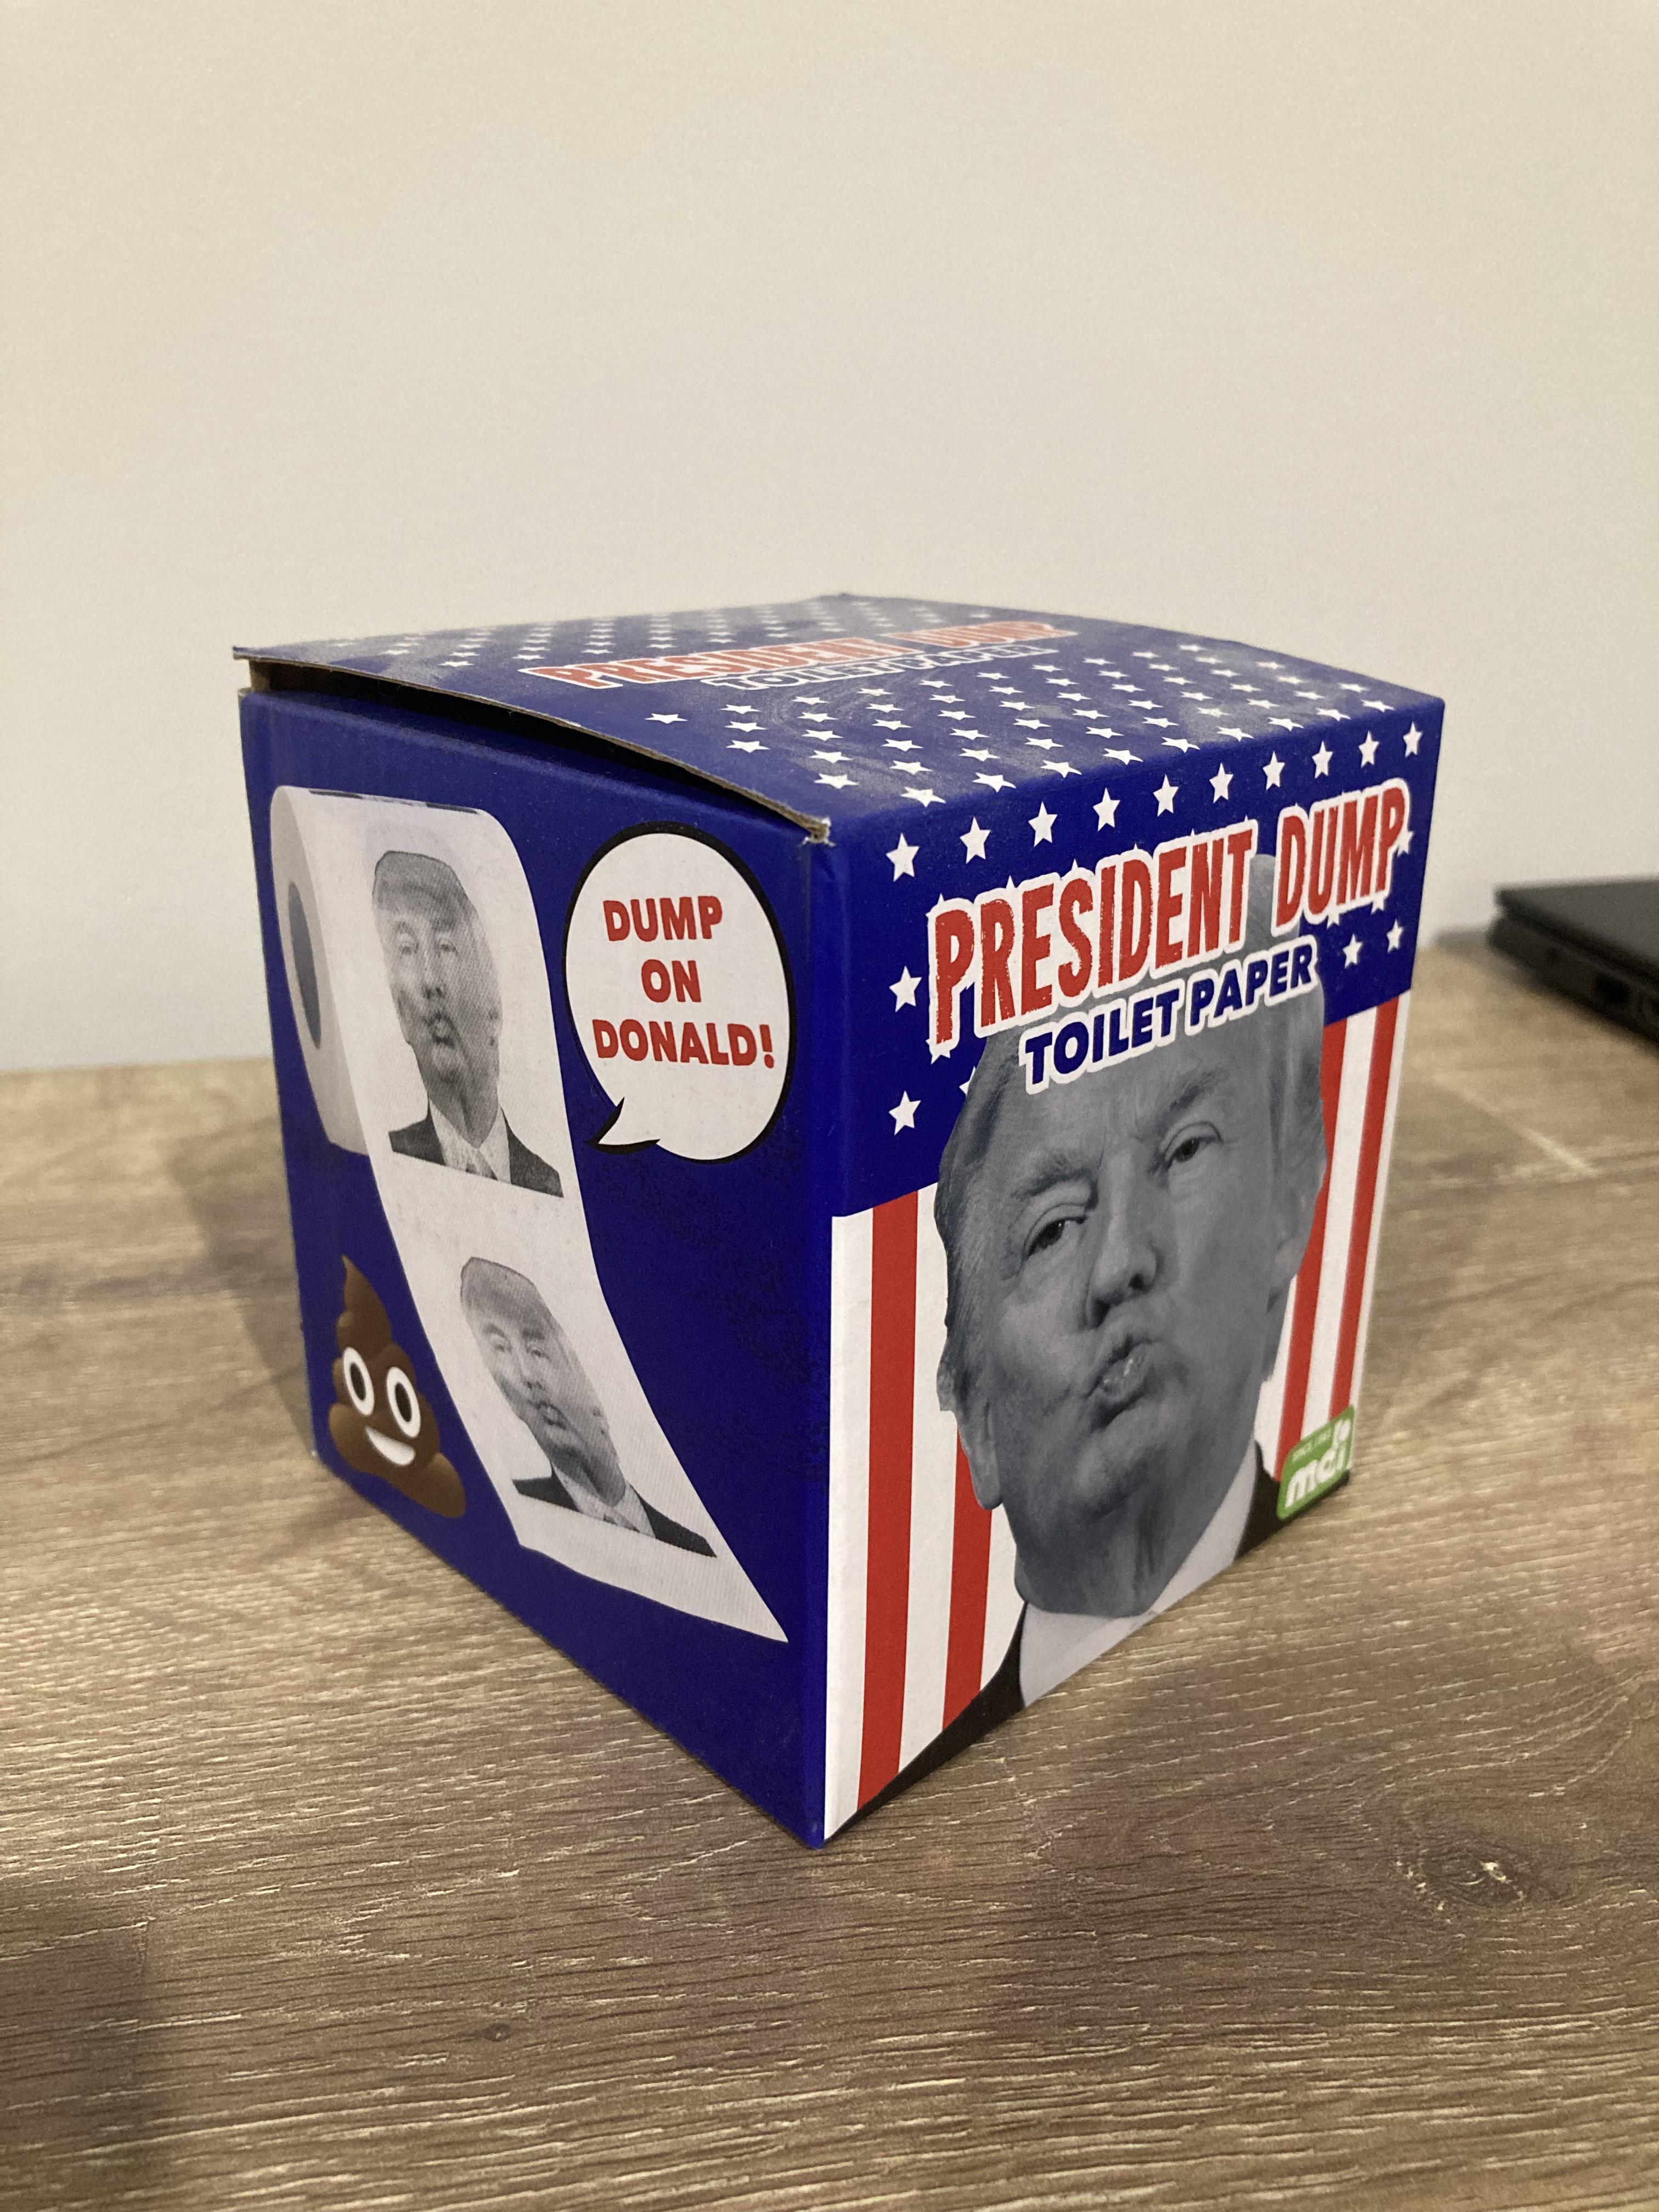 PRESIDENT DUMP
TOILET PAPER
DUMP
ON
DONALD!
PRESIDENT DUMP
TOILET PAPER
mdi